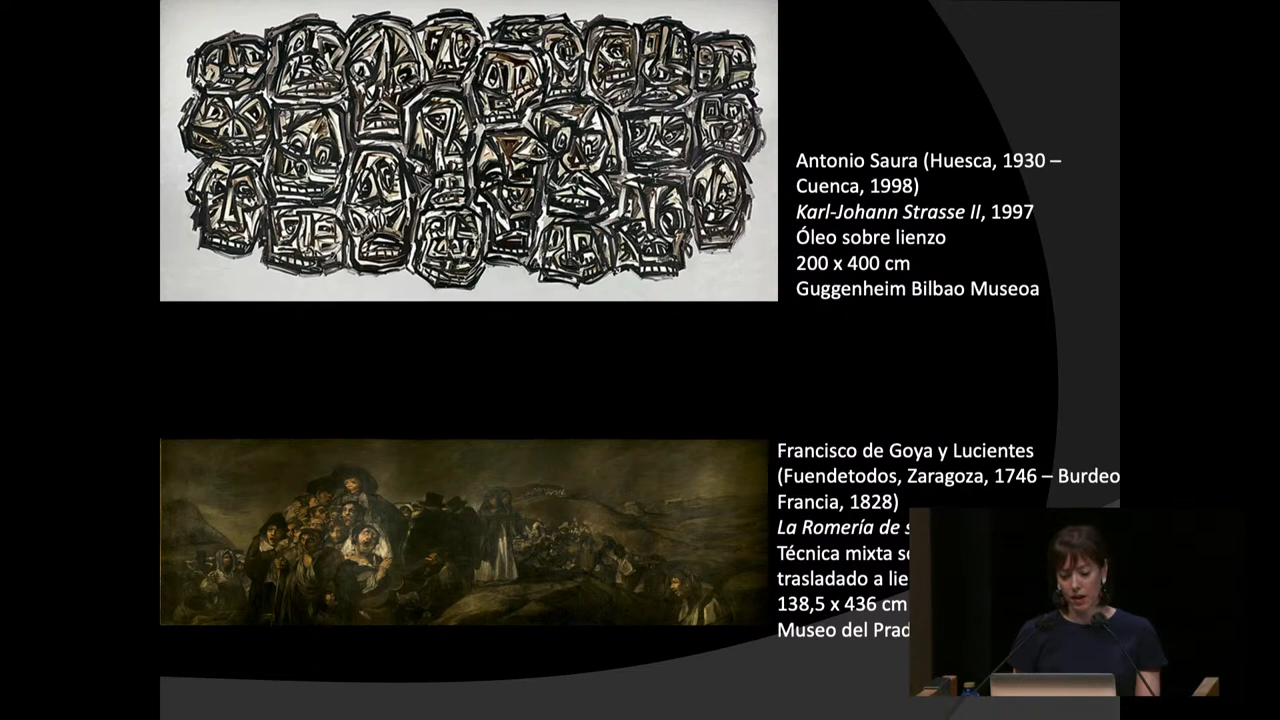 Antonio Saura (Huesca, 1930 –
Cuenca, 1998)
Karl-Johann Strasse II, 1997
Óleo sobre lienzo
200 x 400 cm
Guggenheim Bilbao Museoa
Francisco de Goya y Lucientes
(Fuendetodos, Zaragoza, 1746 – Burdeo
Francia, 1828)
La Romería de s
Técnica mixta
trasladado a lie
138,5 x 436 cm
Museo del Prad